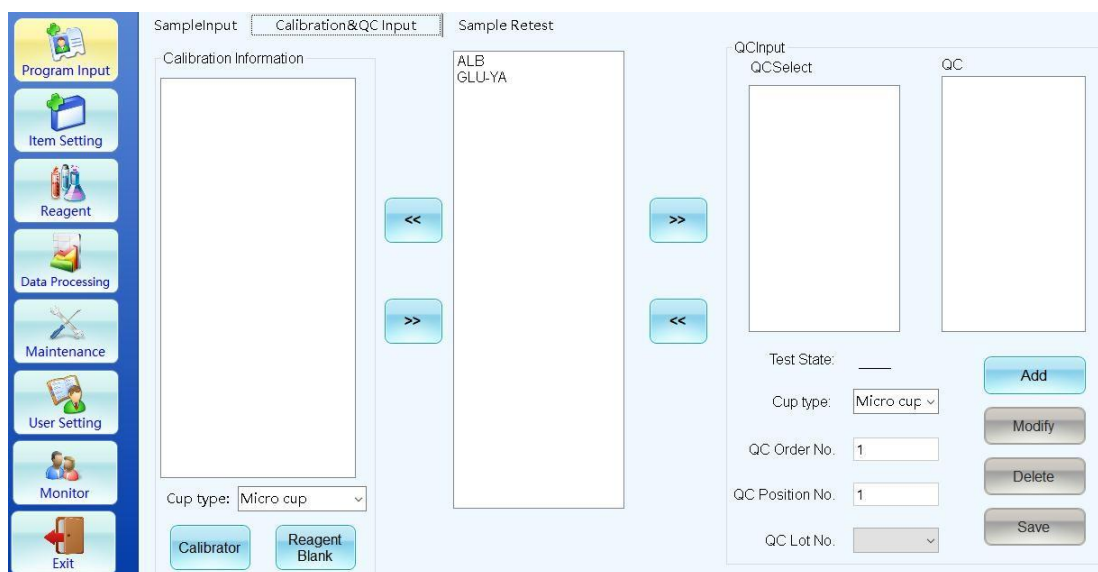 Program Input
Item Setting
Reagent
Data Processing
Maintenance
User Setting
Monitor
Exit
SampleInput
Calibration&QC Input
Sample Retest
Calibration Information
<<
>>
Cup type: Micro cup
Calibrator
Reagent
Blank
ALB
GLU-YA
>>
<<
QCInput
QCSelect
QC
Test State:
Cup type: Micro cup
QC Order No. 1
QC Position No. 1
QC Lot No.
Add
Modify
Delete
Save